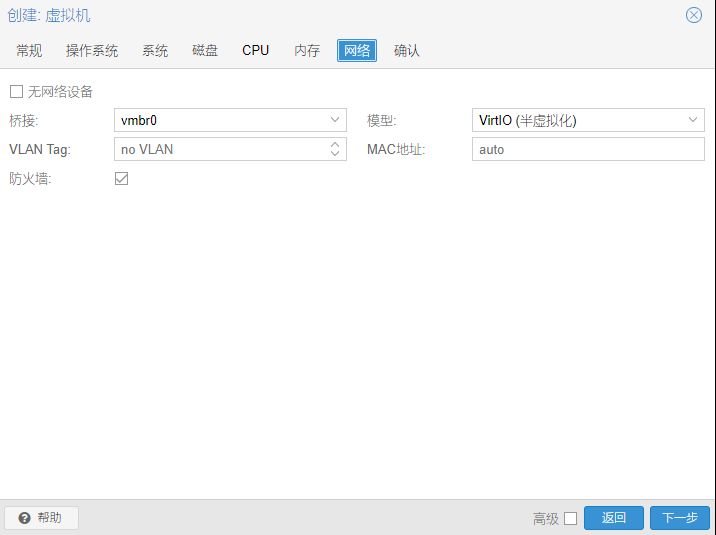 创建: 虚拟机
常规 操作系统 系统 磁盘 CPU 内存 网络 确认
无网络设备
桥接: vmbr0 模型: VirtIO (半虚拟化)
VLAN Tag: no VLAN MAC地址: auto
防火墙:
帮助 高级 返回 下一步